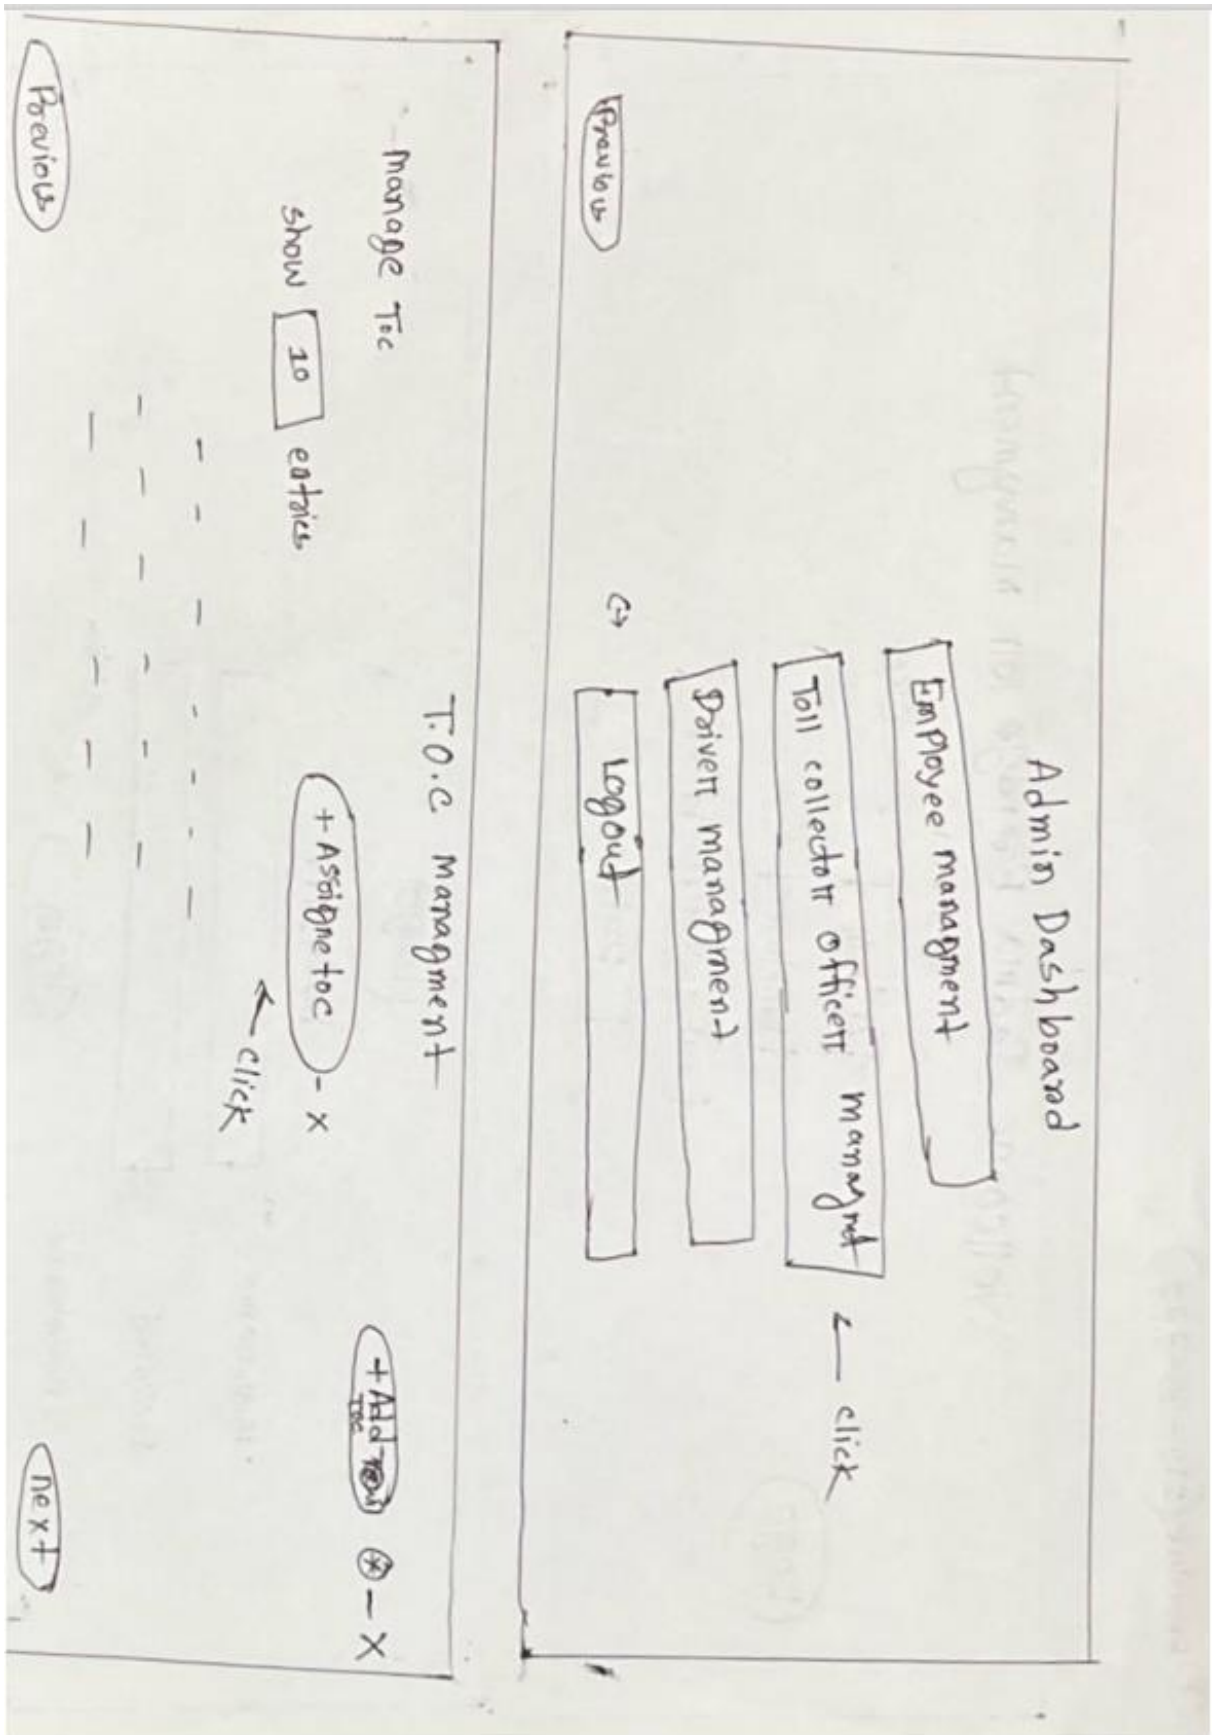 Admin Dashboard
Employee managment
Toll collector officer managmet ← click
Driver managment
↪ Logout
Previous
T.O.C managment
manage Toc
+ Add Toc ⊗ – X
show 10 entries
+ Assigne toc – X
← click
Previous
next